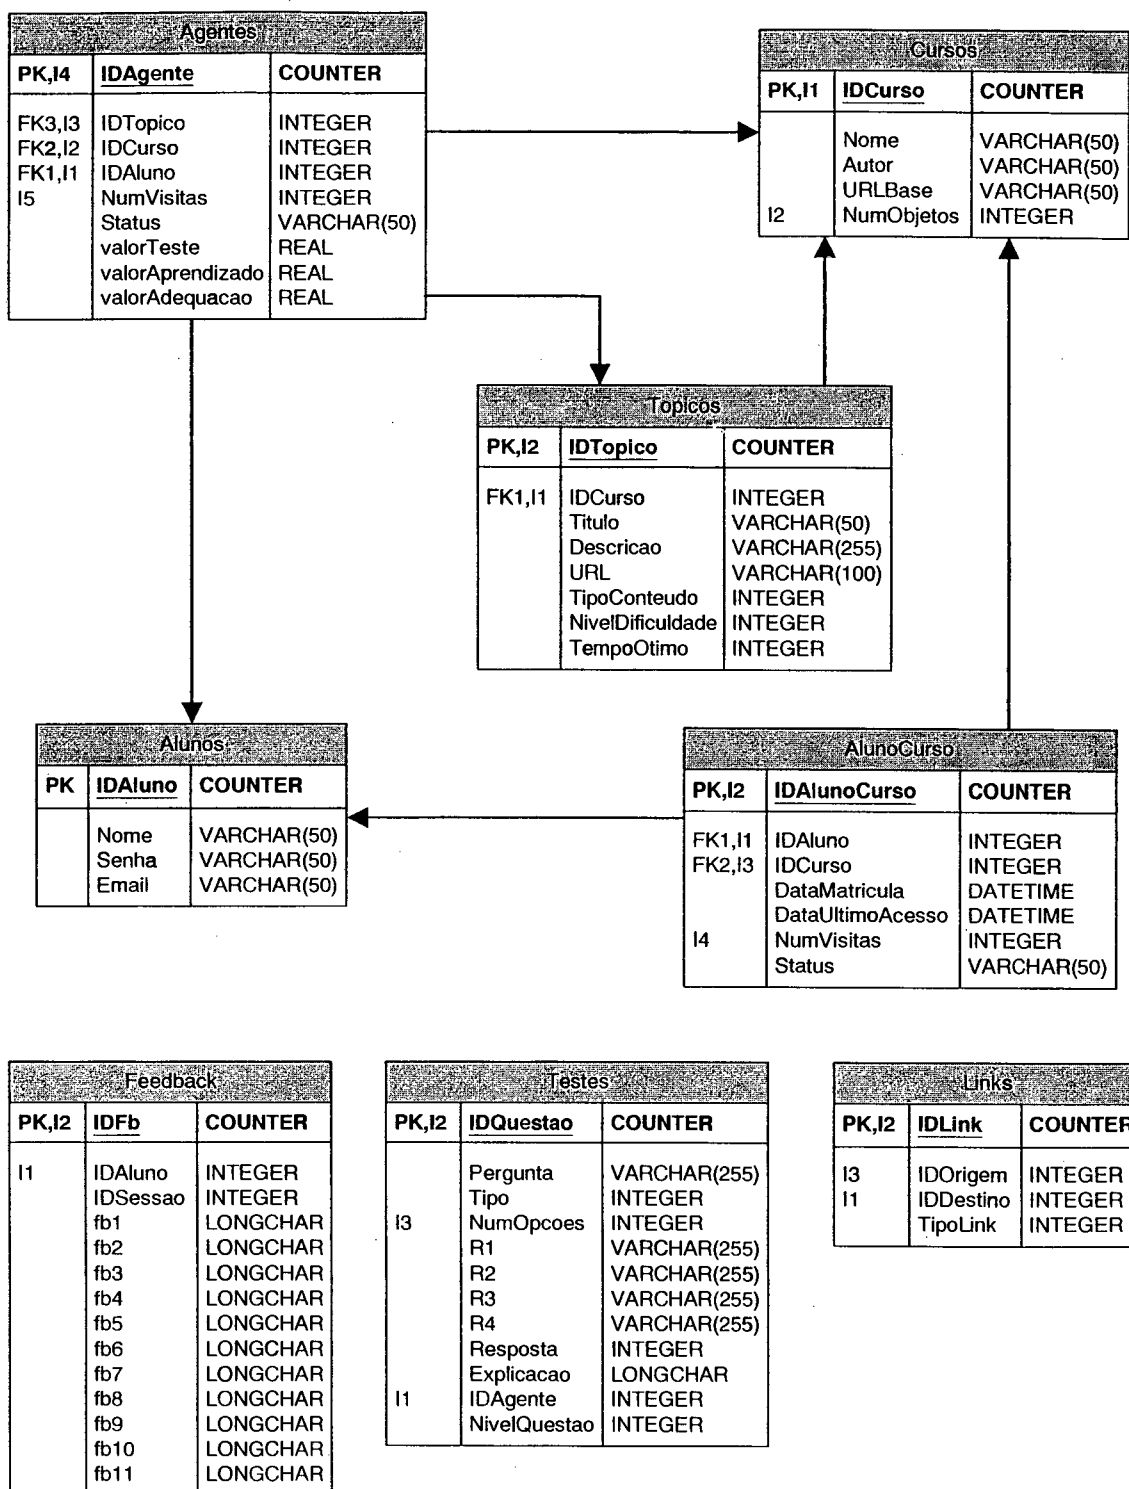 Agentes
PK,I4 IDAgente COUNTER
FK3,I3 IDTopico INTEGER
FK2,I2 IDCurso INTEGER
FK1,I1 IDAluno INTEGER
I5 NumVisitas INTEGER
Status VARCHAR(50)
valorTeste REAL
valorAprendizado REAL
valorAdequacao REAL
Cursos
PK,I1 IDCurso COUNTER
Nome VARCHAR(50)
Autor VARCHAR(50)
URLBase VARCHAR(50)
I2 NumObjetos INTEGER
Topicos
PK,I2 IDTopico COUNTER
FK1,I1 IDCurso INTEGER
Titulo VARCHAR(50)
Descricao VARCHAR(255)
URL VARCHAR(100)
TipoConteudo INTEGER
NivelDificuldade INTEGER
TempoOtimo INTEGER
Alunos
PK IDAluno COUNTER
Nome VARCHAR(50)
Senha VARCHAR(50)
Email VARCHAR(50)
AlunoCurso
PK,I2 IDAlunoCurso COUNTER
FK1,I1 IDAluno INTEGER
FK2,I3 IDCurso INTEGER
DataMatricula DATETIME
DataUltimoAcesso DATETIME
I4 NumVisitas INTEGER
Status VARCHAR(50)
Feedback
PK,I2 IDFb COUNTER
I1 IDAluno INTEGER
IDSessao INTEGER
fb1 LONGCHAR
fb2 LONGCHAR
fb3 LONGCHAR
fb4 LONGCHAR
fb5 LONGCHAR
fb6 LONGCHAR
fb7 LONGCHAR
fb8 LONGCHAR
fb9 LONGCHAR
fb10 LONGCHAR
fb11 LONGCHAR
Testes
PK,I2 IDQuestao COUNTER
Pergunta VARCHAR(255)
Tipo INTEGER
I3 NumOpcoes INTEGER
R1 VARCHAR(255)
R2 VARCHAR(255)
R3 VARCHAR(255)
R4 VARCHAR(255)
Resposta INTEGER
Explicacao LONGCHAR
I1 IDAgente INTEGER
NivelQuestao INTEGER
Links
PK,I2 IDLink COUNTER
I3 IDOrigem INTEGER
I1 IDDestino INTEGER
TipoLink INTEGER